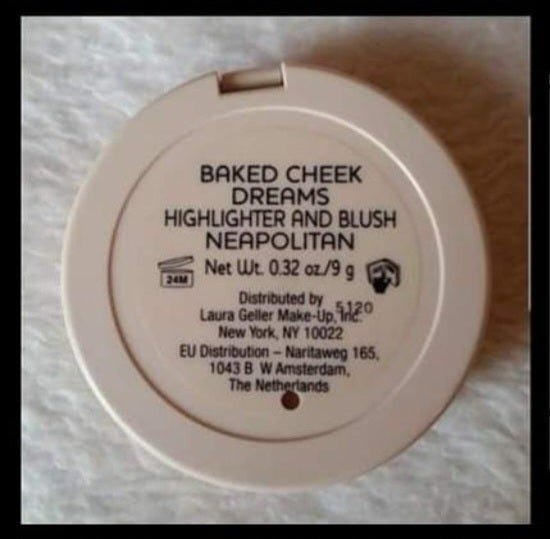 BAKED CHEEK
DREAMS
HIGHLIGHTER AND BLUSH
NEAPOLITAN
24M
Net Wt. 0.32 oz./9 g
Distributed by
5120
Laura Geller Make-Up, Inc.
New York, NY 10022
EU Distribution – Naritaweg 165,
1043 B W Amsterdam,
The Netherlands